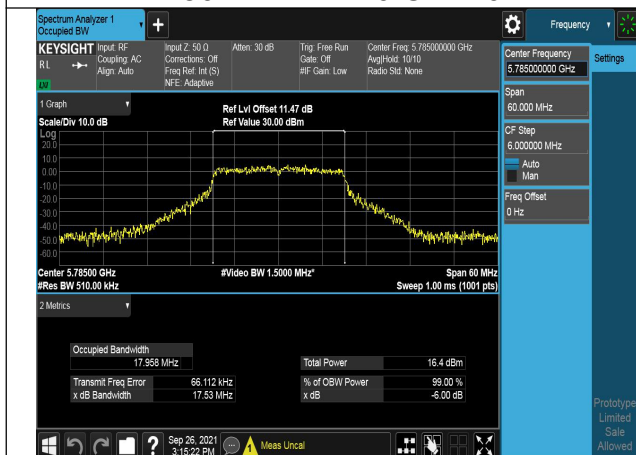 Spectrum Analyzer 1
Occupied BW
Frequency
KEYSIGHT
RL
Input: RF
Coupling: AC
Align: Auto
Input Z: 50 Ω
Corrections: Off
Freq Ref: Int (S)
NFE: Adaptive
Atten: 30 dB
Trig: Free Run
Gate: Off
#IF Gain: Low
Center Freq: 5.785000000 GHz
Avg|Hold: 10/10
Radio Std: None
Center Frequency
5.785000000 GHz
Settings
Span
60.000 MHz
CF Step
6.000000 MHz
Auto
Man
Freq Offset
0 Hz
1 Graph
Scale/Div 10.0 dB
Ref Lvl Offset 11.47 dB
Ref Value 30.00 dBm
Log
20.0
10.0
0.00
-10.0
-20.0
-30.0
-40.0
-50.0
-60.0
Center 5.78500 GHz
#Video BW 1.5000 MHz*
Span 60 MHz
#Res BW 510.00 kHz
Sweep 1.00 ms (1001 pts)
2 Metrics
Occupied Bandwidth
17.958 MHz
Total Power 16.4 dBm
Transmit Freq Error 66.112 kHz
% of OBW Power 99.00 %
x dB Bandwidth 17.53 MHz
x dB -6.00 dB
Prototype
Limited
Sale
Allowed
?
Sep 26, 2021
3:15:22 PM
1
Meas Uncal